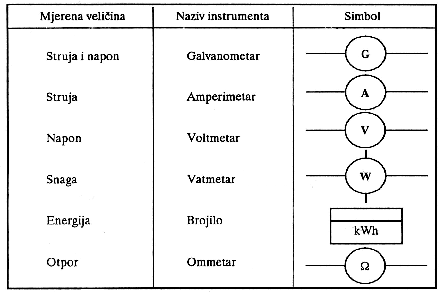 Mjerena veličina Naziv instrumenta Simbol
Struja i napon Galvanometar G
Struja Amperimetar A
Napon Voltmetar V
Snaga Vatmetar W
Energija Brojilo kWh
Otpor Ommetar Ω